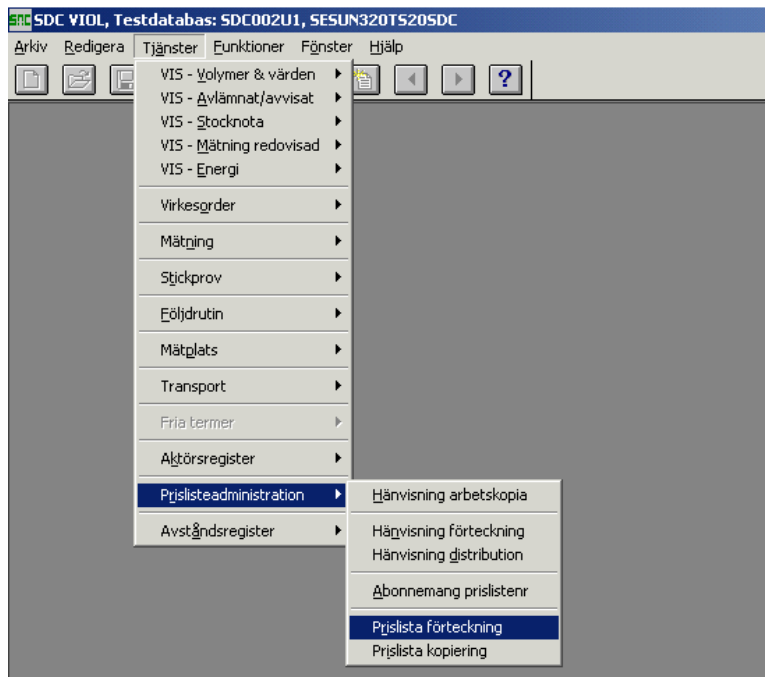 SDC SDC VIOL, Testdatabas: SDC002U1, SESUN320TS20SDC
Arkiv Redigera Tjänster Funktioner Fönster Hjälp
?
VIS - Volymer & värden
VIS - Avlämnat/avvisat
VIS - Stocknota
VIS - Mätning redovisad
VIS - Energi
Virkesorder
Mätning
Stickprov
Följdrutin
Mätplats
Transport
Fria termer
Aktörsregister
Prislisteadministration
Hänvisning arbetskopia
Avståndsregister
Hänvisning förteckning
Hänvisning distribution
Abonnemang prislistenr
Prislista förteckning
Prislista kopiering